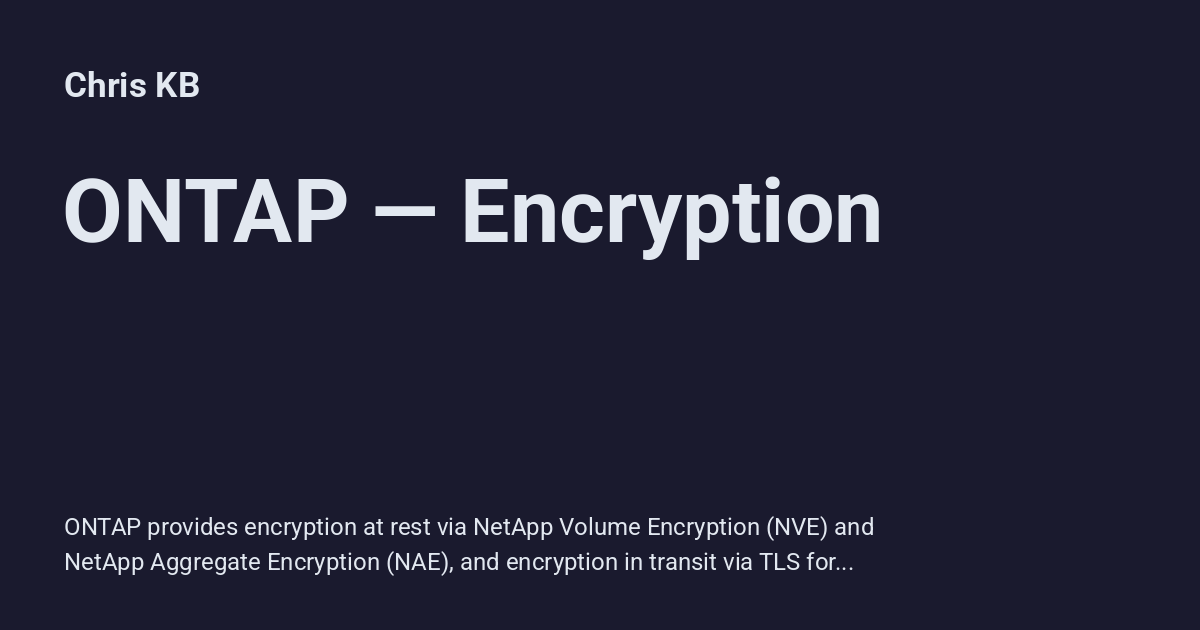 Chris KB
ONTAP — Encryption
ONTAP provides encryption at rest via NetApp Volume Encryption (NVE) and
NetApp Aggregate Encryption (NAE), and encryption in transit via TLS for...